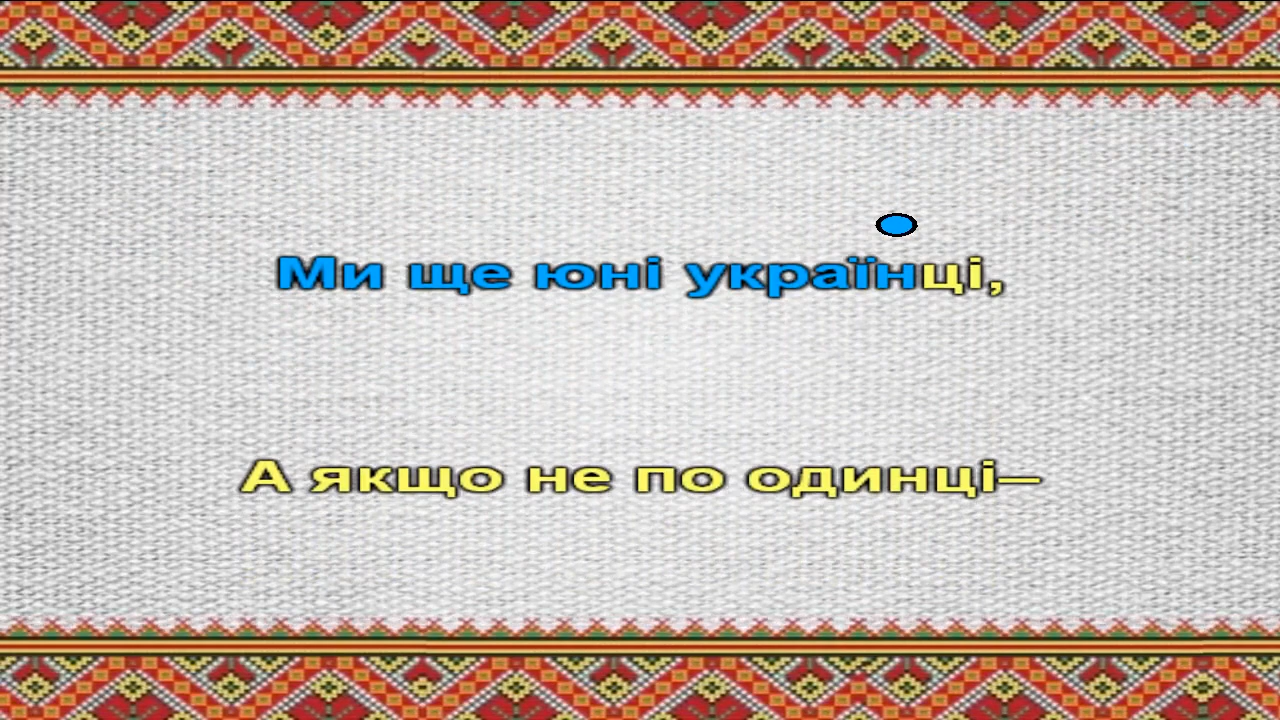 Ми ще юні українці,
А якщо не по одинці–